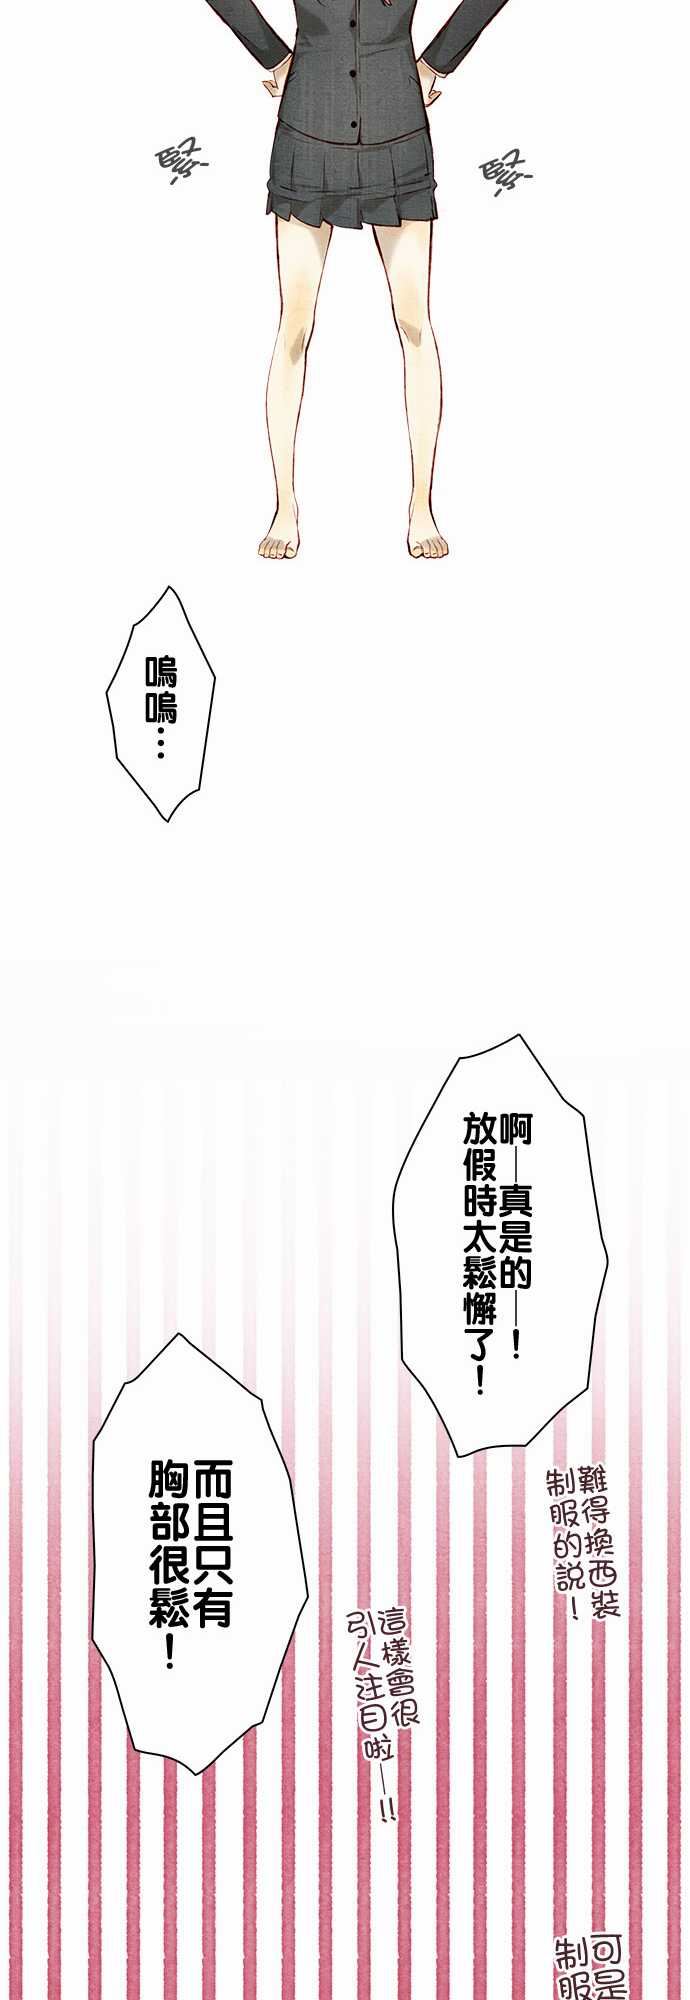 緊
緊
嗚嗚…
啊—真是的—！
放假時太鬆懈了！
而且只有
胸部很鬆！
難得換西裝
制服的說！
這樣會很
引人注目啦—!!
可是
制服